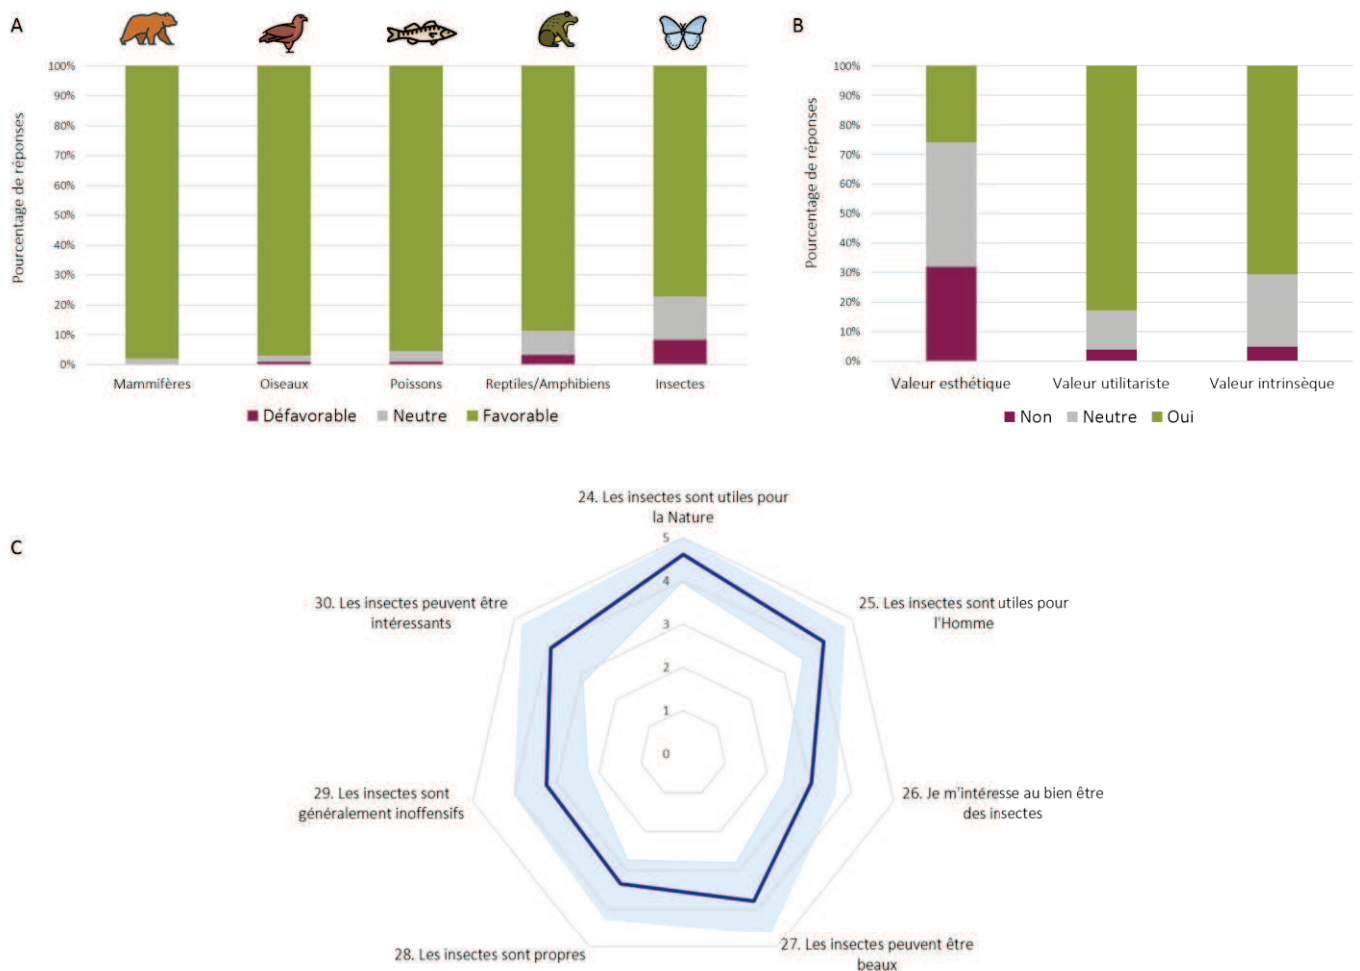 A
Pourcentage de réponses
100%
90%
80%
70%
60%
50%
40%
30%
20%
10%
0%
Mammifères
Oiseaux
Poissons
Reptiles/Amphibiens
Insectes
Défavorable
Neutre
Favorable
B
Pourcentage de réponses
100%
90%
80%
70%
60%
50%
40%
30%
20%
10%
0%
Valeur esthétique
Valeur utilitariste
Valeur intrinsèque
Non
Neutre
Oui
C
24. Les insectes sont utiles pour
la Nature
5
4
3
2
1
0
25. Les insectes sont utiles pour
l'Homme
26. Je m'intéresse au bien être
des insectes
27. Les insectes peuvent être
beaux
28. Les insectes sont propres
29. Les insectes sont
généralement inoffensifs
30. Les insectes peuvent être
intéressants